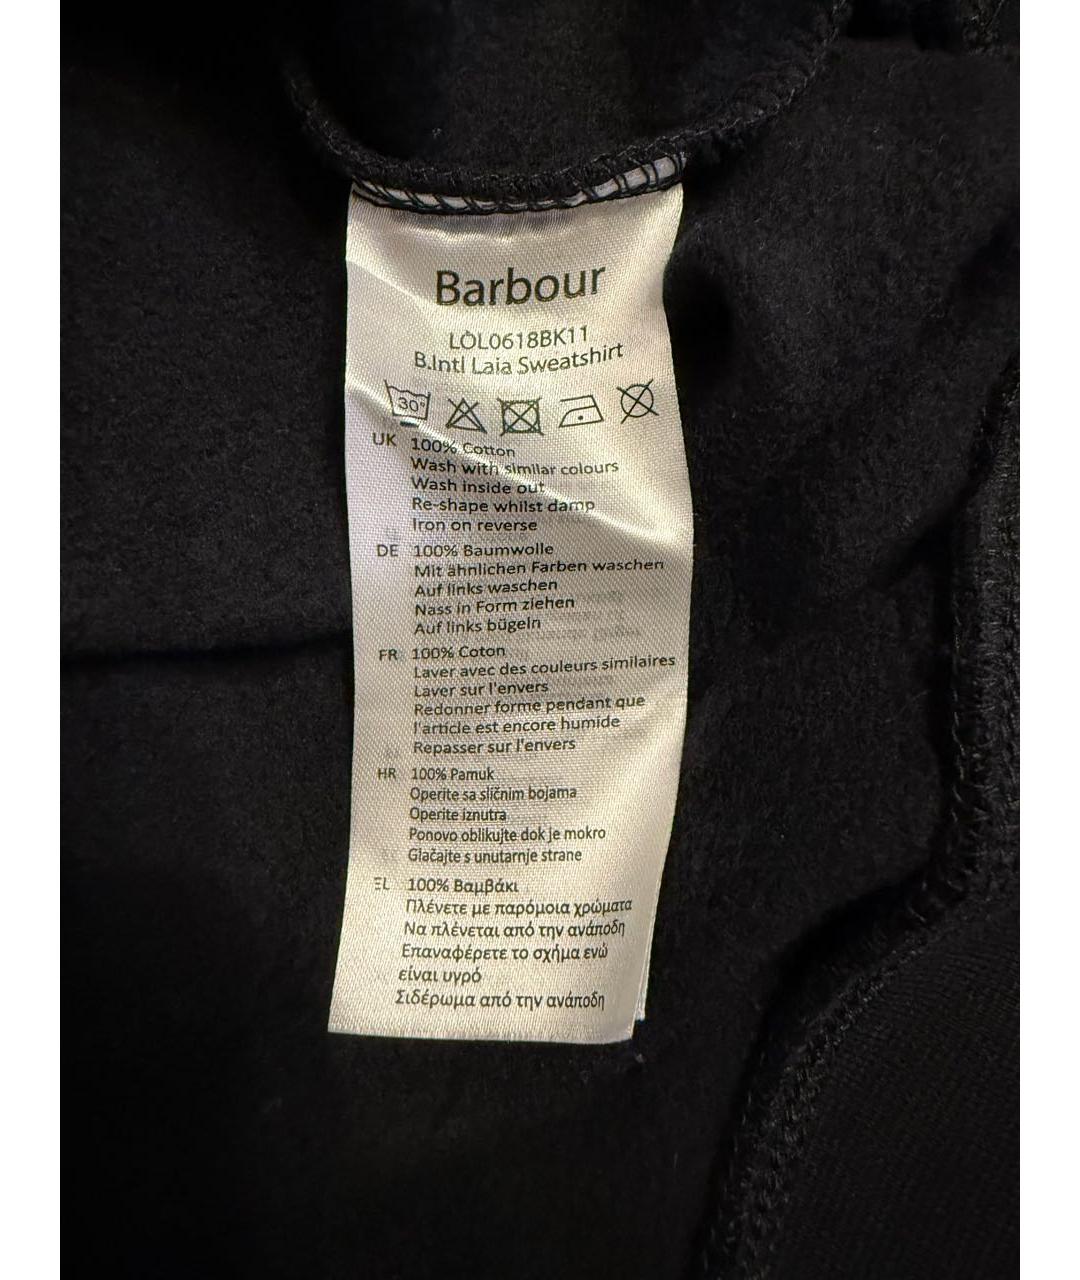 Barbour
LOL0618BK11
B.Intl Laia Sweatshirt
30°
UK 100% Cotton
Wash with similar colours
Wash inside out
Re-shape whilst damp
Iron on reverse
DE 100% Baumwolle
Mit ähnlichen Farben waschen
Auf links waschen
Nass in Form ziehen
Auf links bügeln
FR 100% Coton
Laver avec des couleurs similaires
Laver sur l'envers
Redonner forme pendant que
l'article est encore humide
Repasser sur l'envers
HR 100% Pamuk
Operite sa sličnim bojama
Operite iznutra
Ponovo oblikujte dok je mokro
Glačajte s unutarnje strane
EL 100% Βαμβάκι
Πλένετε με παρόμοια χρώματα
Να πλένεται από την ανάποδη
Επαναφέρετε το σχήμα ενώ
είναι υγρό
Σιδέρωμα από την ανάποδη